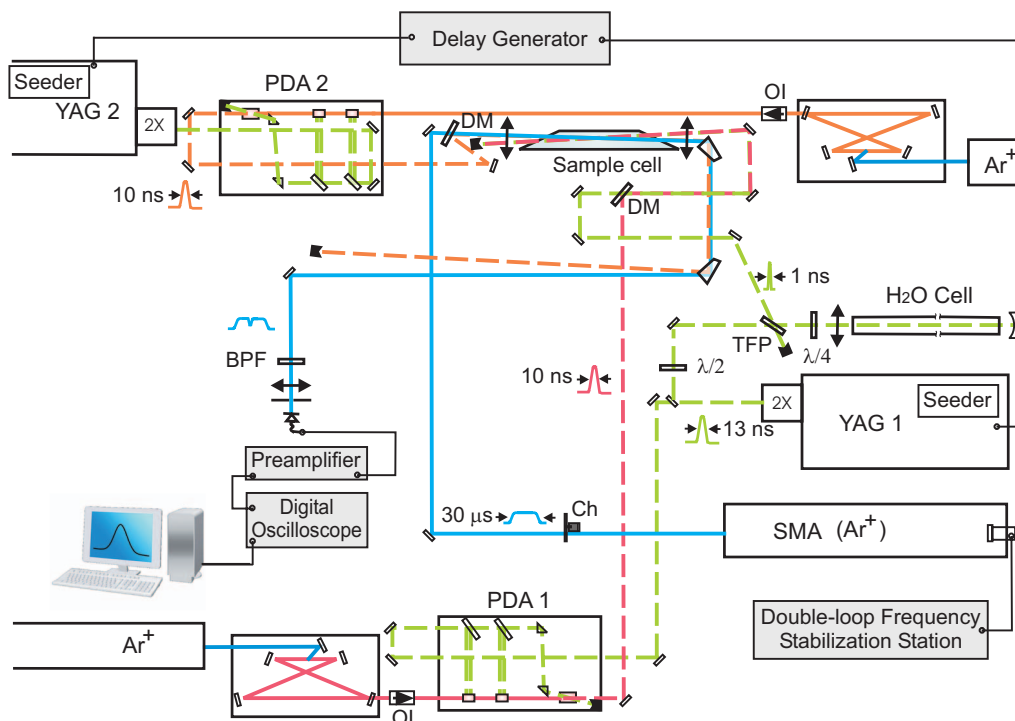 Delay Generator
Seeder
YAG 2
2X
PDA 2
OI
DM
Sample cell
Ar+
10 ns
DM
1 ns
H2O Cell
TFP
λ/4
BPF
λ/2
10 ns
2X
Seeder
YAG 1
13 ns
Preamplifier
Digital
Oscilloscope
30 μs
Ch
SMA (Ar+)
PDA 1
Double-loop Frequency
Stabilization Station
Ar+
OI